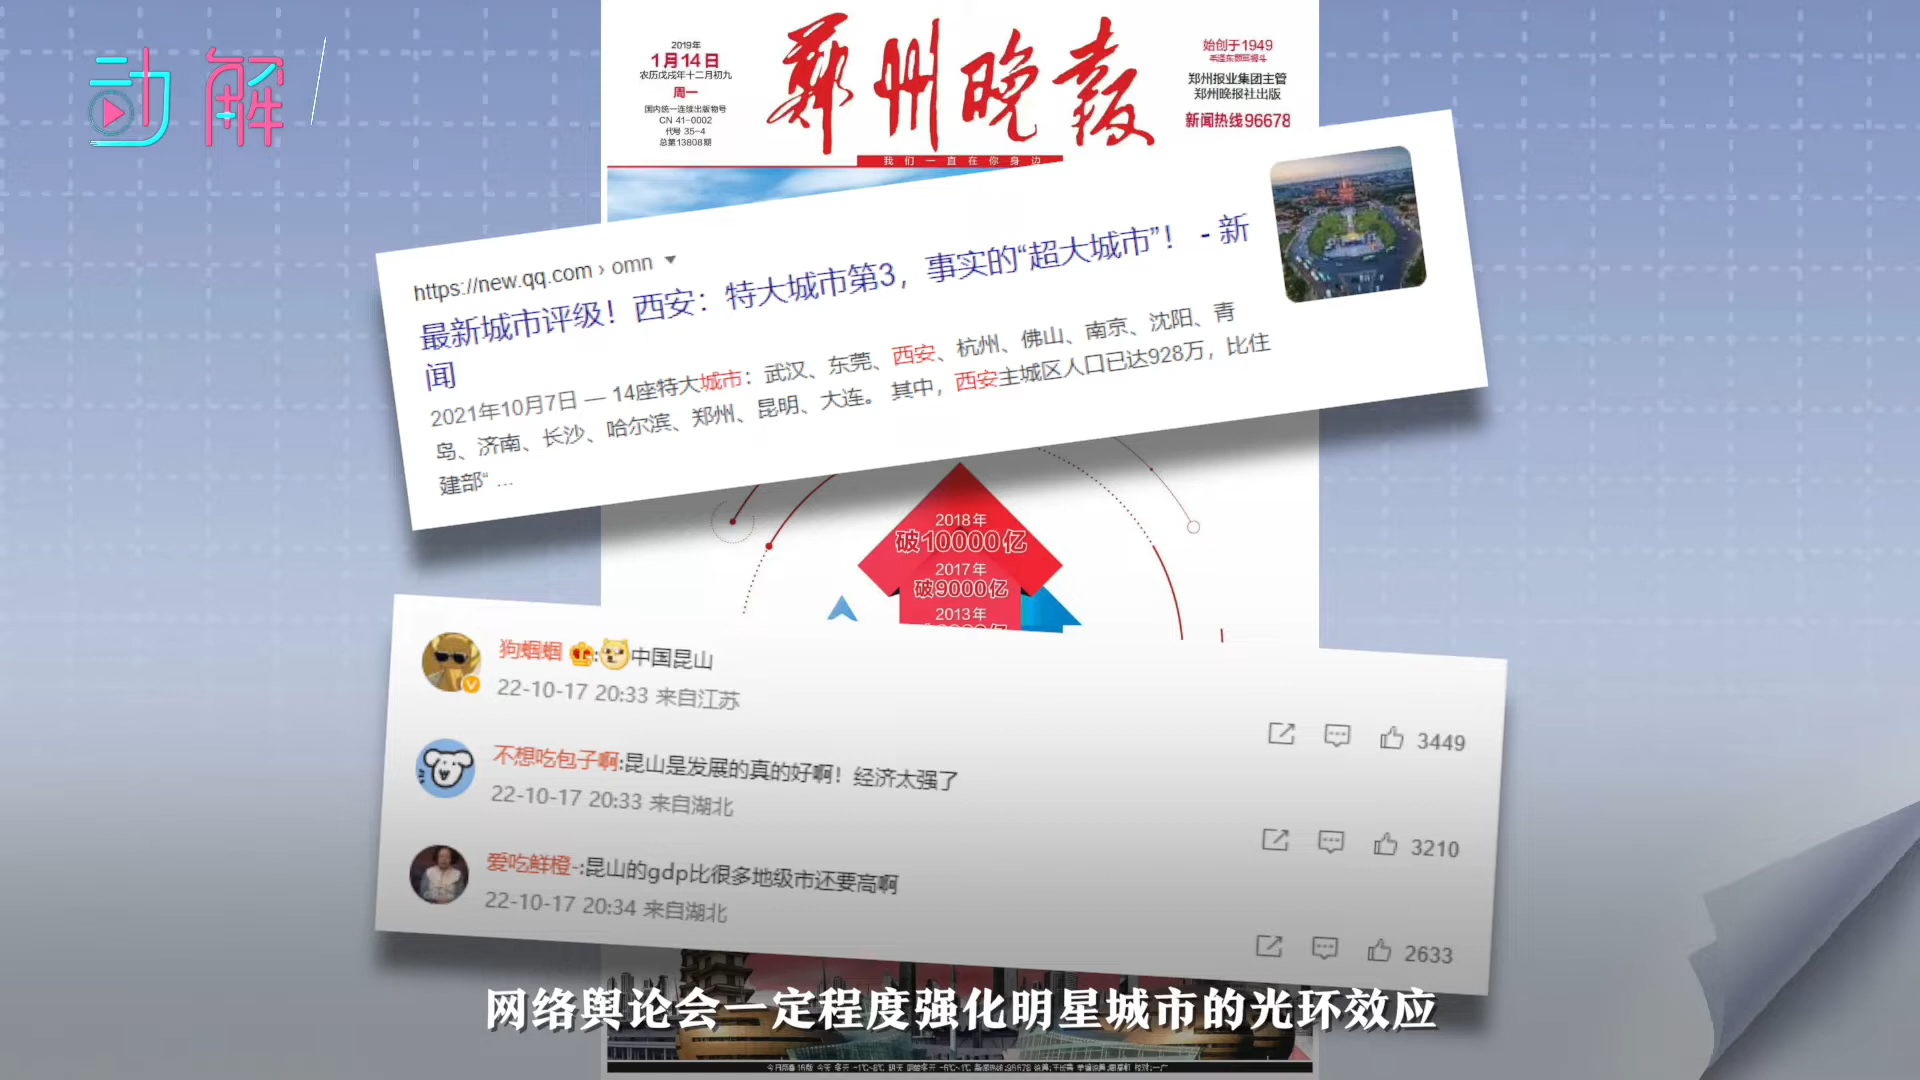 动解
2019年
1月14日
农历戊戌年十二月初九
周一
国内统一连续出版物号
CN 41-0002
代号 35-4
总第13808期
郑州晚报
我们一直在你身边
始创于1949
郑州报业集团主管
郑州晚报社出版
新闻热线96678
https://new.qq.com › omn
最新城市评级！西安：特大城市第3，事实的“超大城市”！ - 新
闻
2021年10月7日 — 14座特大城市：武汉、东莞、西安、杭州、佛山、南京、沈阳、青
岛、济南、长沙、哈尔滨、郑州、昆明、大连。 其中，西安主城区人口已达928万，比住
建部“ ...
2018年
破10000亿
2017年
破9000亿
2013年
狗蝈蝈:中国昆山
22-10-17 20:33 来自江苏
3449
不想吃包子啊:昆山是发展的真的好啊！经济太强了
22-10-17 20:33 来自湖北
3210
爱吃鲜橙-:昆山的gdp比很多地级市还要高啊
22-10-17 20:34 来自湖北
2633
网络舆论会一定程度强化明星城市的光环效应